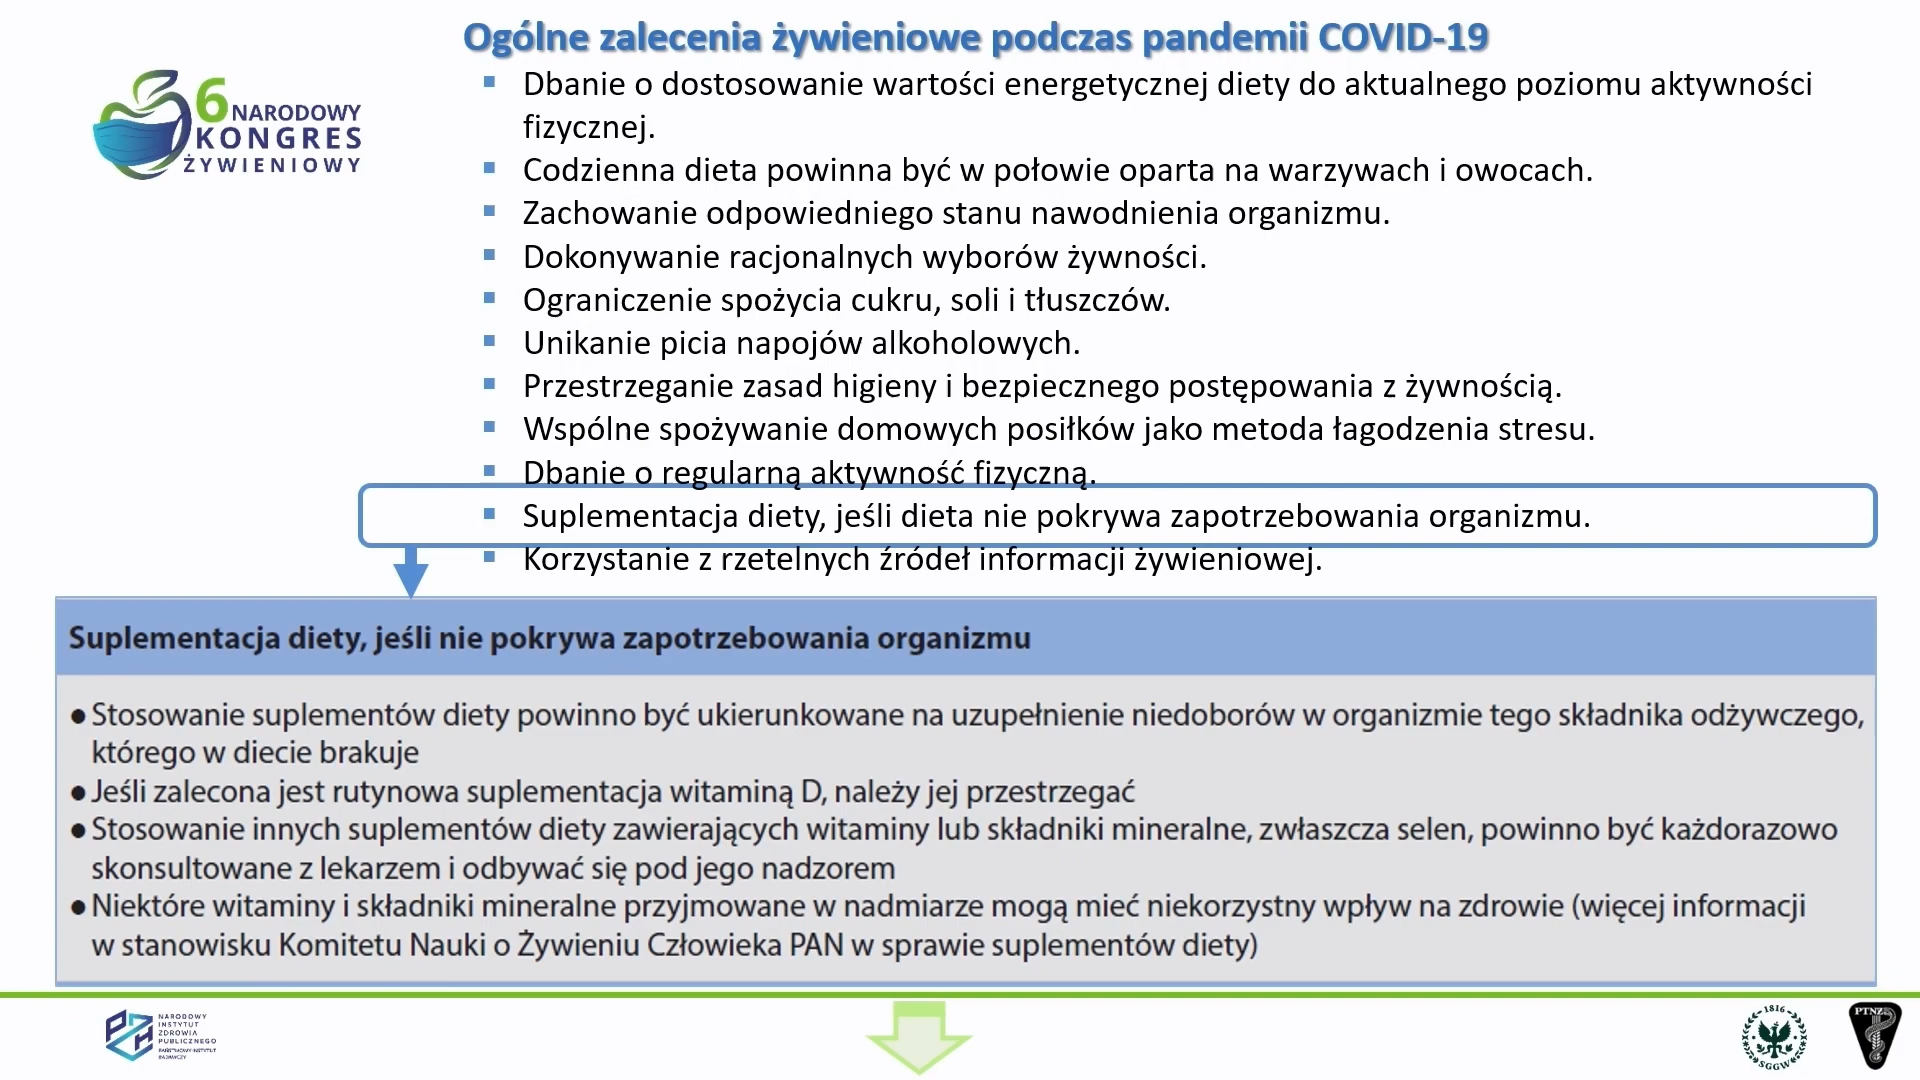 Ogólne zalecenia żywieniowe podczas pandemii COVID-19
6 NARODOWY
KONGRES
ŻYWIENIOWY
▪ Dbanie o dostosowanie wartości energetycznej diety do aktualnego poziomu aktywności
fizycznej.
▪ Codzienna dieta powinna być w połowie oparta na warzywach i owocach.
▪ Zachowanie odpowiedniego stanu nawodnienia organizmu.
▪ Dokonywanie racjonalnych wyborów żywności.
▪ Ograniczenie spożycia cukru, soli i tłuszczów.
▪ Unikanie picia napojów alkoholowych.
▪ Przestrzeganie zasad higieny i bezpiecznego postępowania z żywnością.
▪ Wspólne spożywanie domowych posiłków jako metoda łagodzenia stresu.
▪ Dbanie o regularną aktywność fizyczną.
▪ Suplementacja diety, jeśli dieta nie pokrywa zapotrzebowania organizmu.
▪ Korzystanie z rzetelnych źródeł informacji żywieniowej.
Suplementacja diety, jeśli nie pokrywa zapotrzebowania organizmu
● Stosowanie suplementów diety powinno być ukierunkowane na uzupełnienie niedoborów w organizmie tego składnika odżywczego,
którego w diecie brakuje
● Jeśli zalecona jest rutynowa suplementacja witaminą D, należy jej przestrzegać
● Stosowanie innych suplementów diety zawierających witaminy lub składniki mineralne, zwłaszcza selen, powinno być każdorazowo
skonsultowane z lekarzem i odbywać się pod jego nadzorem
● Niektóre witaminy i składniki mineralne przyjmowane w nadmiarze mogą mieć niekorzystny wpływ na zdrowie (więcej informacji
w stanowisku Komitetu Nauki o Żywieniu Człowieka PAN w sprawie suplementów diety)
PZH
NARODOWY
INSTYTUT
ZDROWIA
PUBLICZNEGO
PAŃSTWOWY INSTYTUT
BADAWCZY
1816
SGGW
PTNŻ